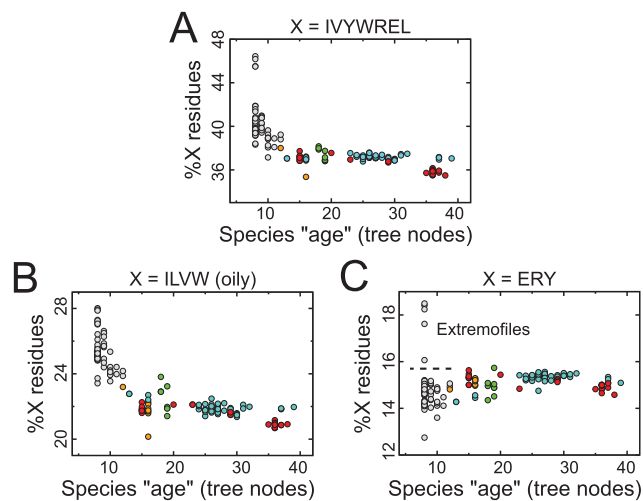 A
X = IVYWREL
%X residues
48
44
40
36
10 20 30 40
Species "age" (tree nodes)
B
X = ILVW (oily)
%X residues
28
24
20
10 20 30 40
Species "age" (tree nodes)
C
X = ERY
%X residues
18
16
14
12
Extremofiles
10 20 30 40
Species "age" (tree nodes)